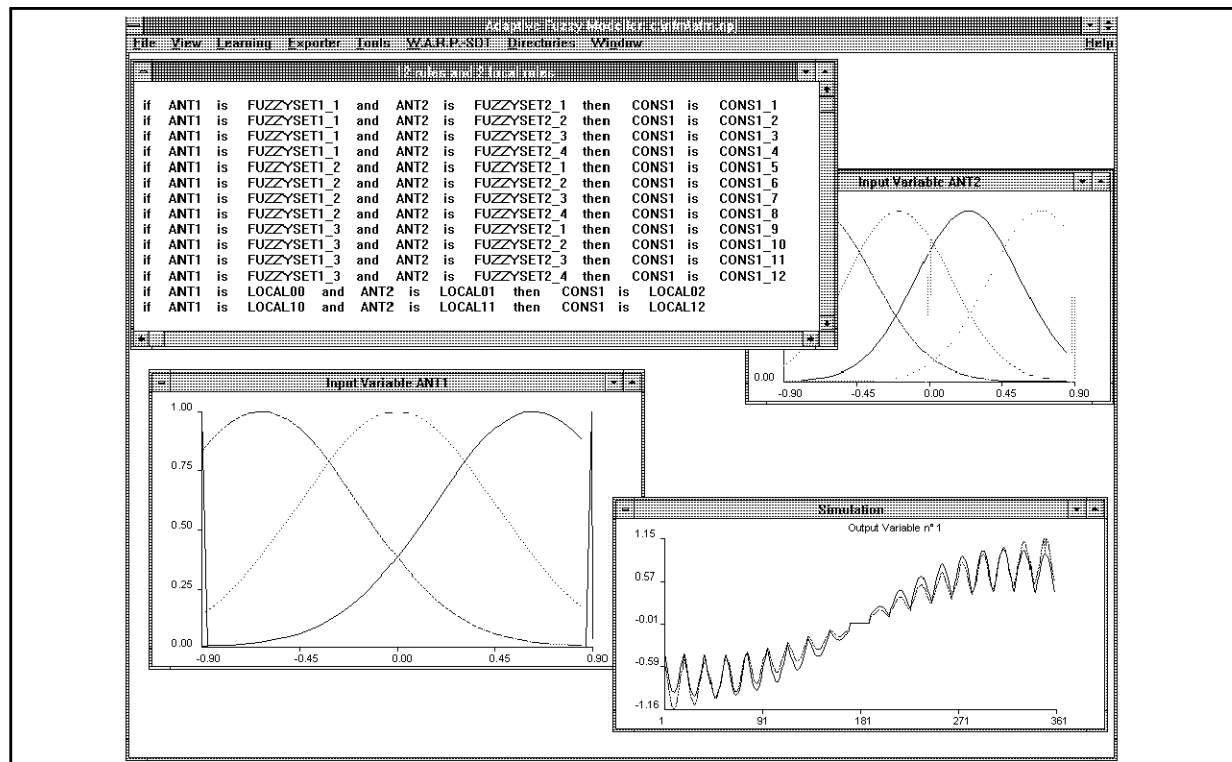 Adaptive Fuzzy Modeller:
File View Learning Exporter Tools W.A.R.P.-SDT Directories Window Help
12 rules and 2 local rules
if ANT1 is FUZZYSET1_1 and ANT2 is FUZZYSET2_1 then CONS1 is CONS1_1
if ANT1 is FUZZYSET1_1 and ANT2 is FUZZYSET2_2 then CONS1 is CONS1_2
if ANT1 is FUZZYSET1_1 and ANT2 is FUZZYSET2_3 then CONS1 is CONS1_3
if ANT1 is FUZZYSET1_1 and ANT2 is FUZZYSET2_4 then CONS1 is CONS1_4
if ANT1 is FUZZYSET1_2 and ANT2 is FUZZYSET2_1 then CONS1 is CONS1_5
if ANT1 is FUZZYSET1_2 and ANT2 is FUZZYSET2_2 then CONS1 is CONS1_6
if ANT1 is FUZZYSET1_2 and ANT2 is FUZZYSET2_3 then CONS1 is CONS1_7
if ANT1 is FUZZYSET1_2 and ANT2 is FUZZYSET2_4 then CONS1 is CONS1_8
if ANT1 is FUZZYSET1_3 and ANT2 is FUZZYSET2_1 then CONS1 is CONS1_9
if ANT1 is FUZZYSET1_3 and ANT2 is FUZZYSET2_2 then CONS1 is CONS1_10
if ANT1 is FUZZYSET1_3 and ANT2 is FUZZYSET2_3 then CONS1 is CONS1_11
if ANT1 is FUZZYSET1_3 and ANT2 is FUZZYSET2_4 then CONS1 is CONS1_12
if ANT1 is LOCAL00 and ANT2 is LOCAL01 then CONS1 is LOCAL02
if ANT1 is LOCAL10 and ANT2 is LOCAL11 then CONS1 is LOCAL12
Input Variable ANT2
0.00
-0.90 -0.45 0.00 0.45 0.90
Input Variable ANT1
1.00
0.75
0.50
0.25
0.00
-0.90 -0.45 0.00 0.45 0.90
Simulation
Output Variable n° 1
1.15
0.57
-0.01
-0.59
-1.16
1 91 181 271 361